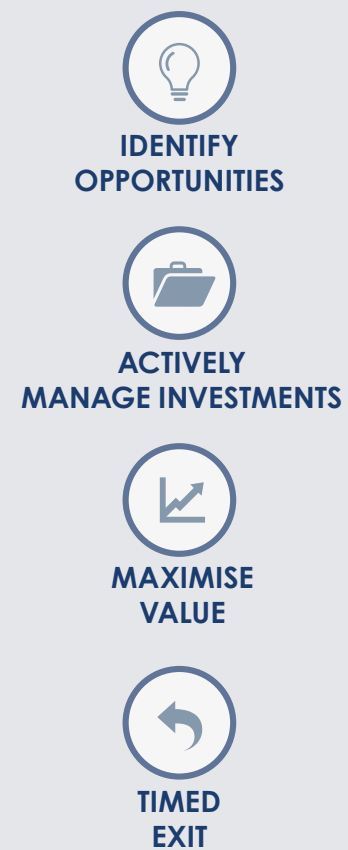 IDENTIFY
OPPORTUNITIES
ACTIVELY
MANAGE INVESTMENTS
MAXIMISE
VALUE
TIMED
EXIT